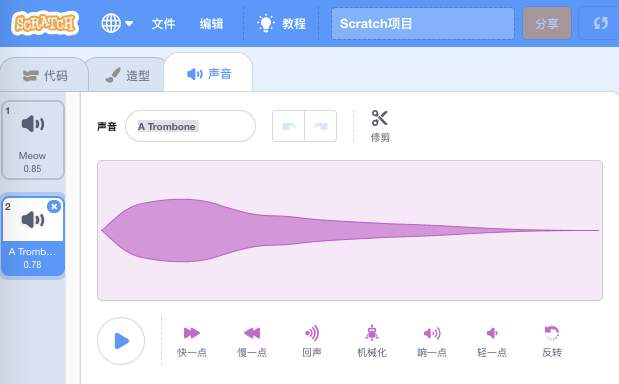 SCRATCH 文件 编辑 教程 Scratch项目 分享
代码 造型 声音
1
Meow
0.85
2
A Tromb...
0.78
声音 A Trombone 修剪
快一点 慢一点 回声 机械化 响一点 轻一点 反转